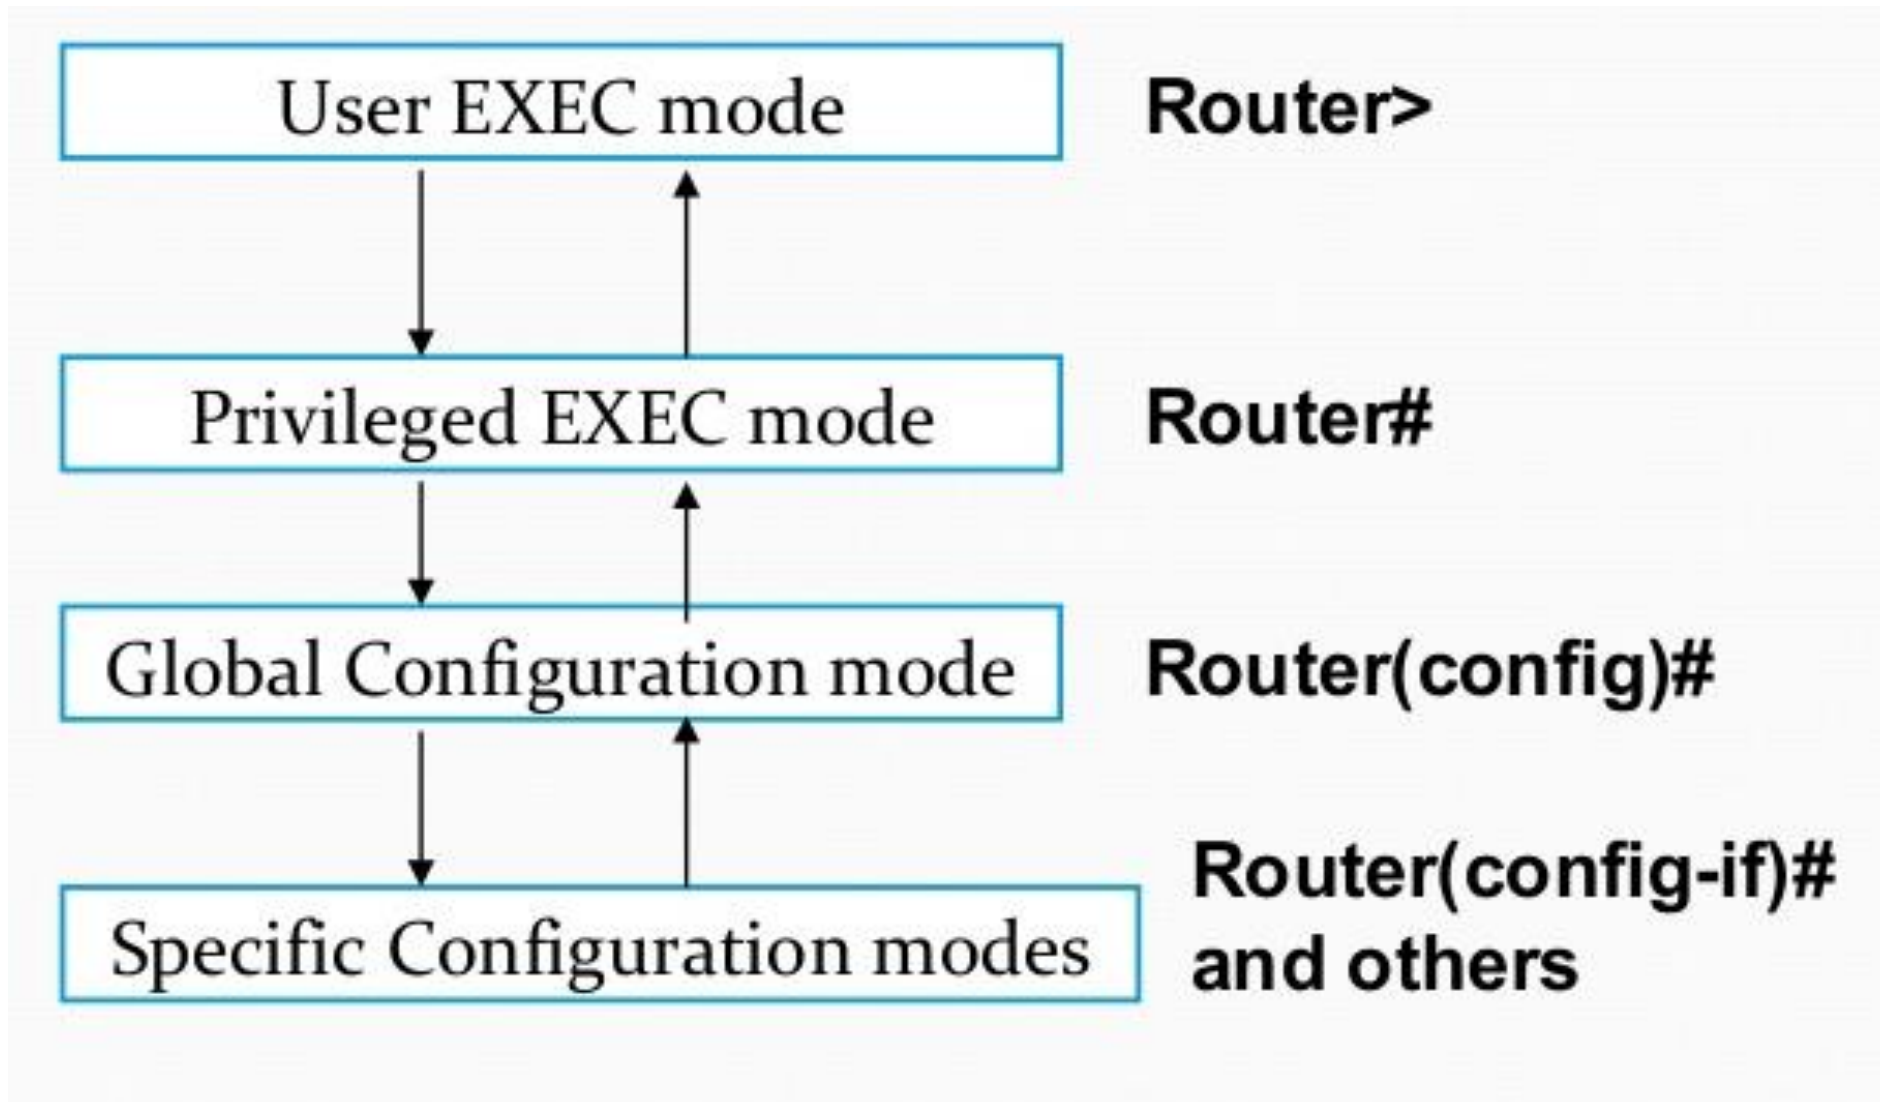 User EXEC mode
Router>
Privileged EXEC mode
Router#
Global Configuration mode
Router(config)#
Specific Configuration modes
Router(config-if)#
and others